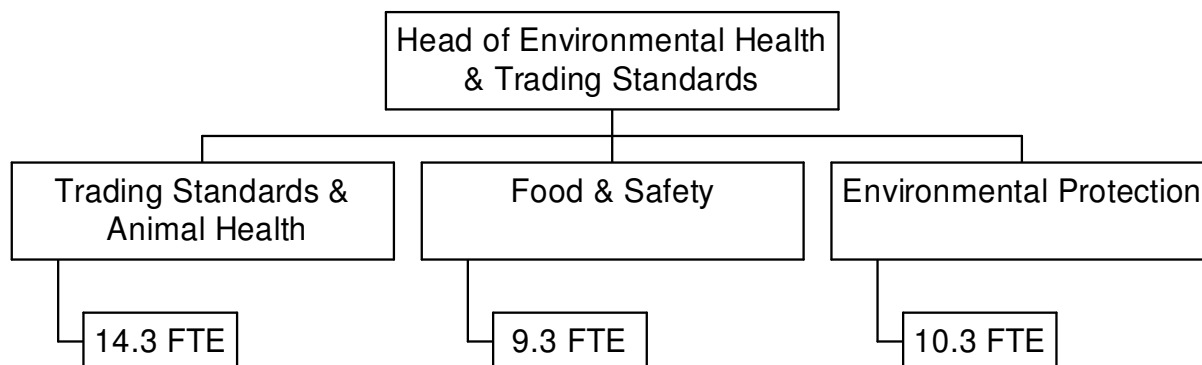 Head of Environmental Health
& Trading Standards
Trading Standards &
Animal Health
Food & Safety
Environmental Protection
14.3 FTE
9.3 FTE
10.3 FTE